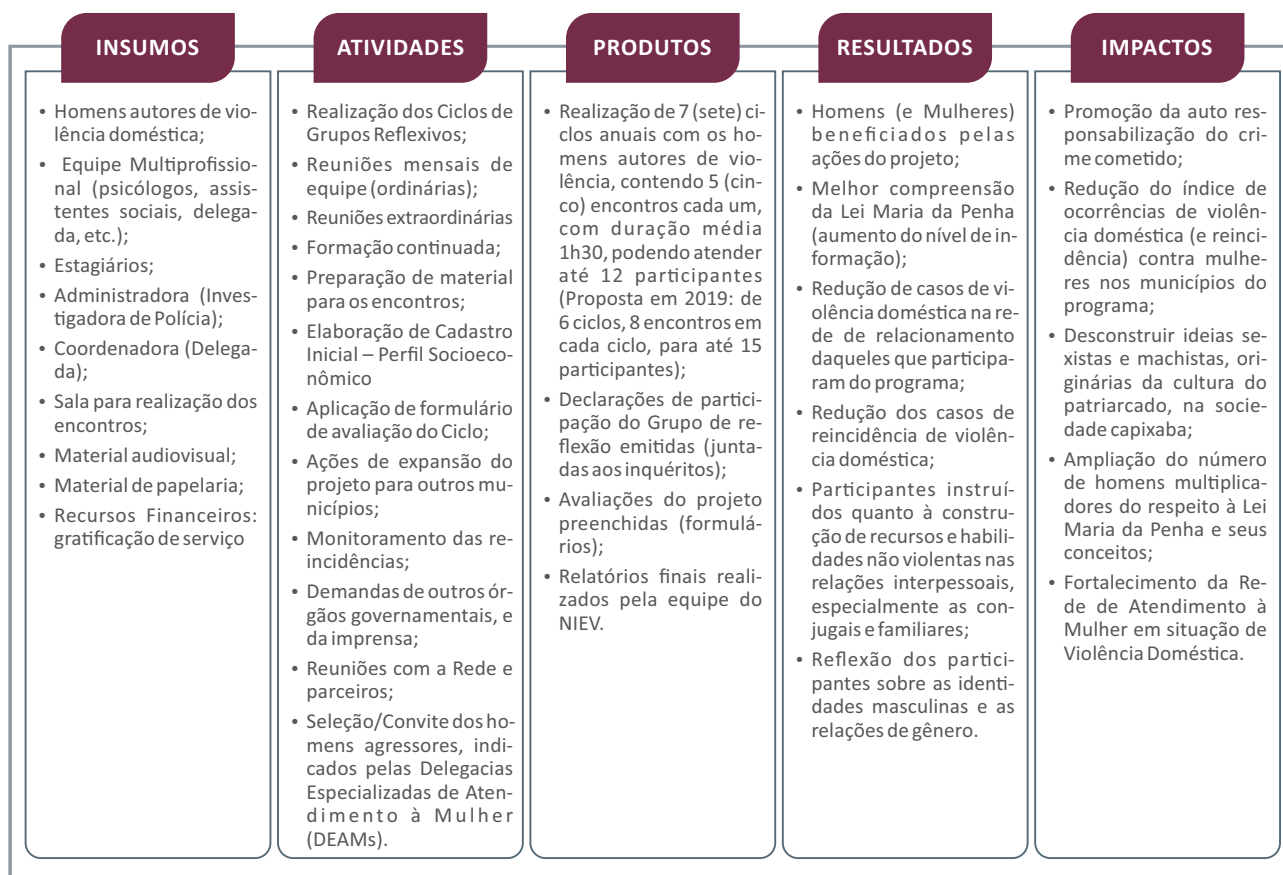 INSUMOS
• Homens autores de vio-
lência doméstica;
• Equipe Multiprofissio-
nal (psicólogos, assis-
tentes sociais, delega-
da, etc.);
• Estagiários;
• Administradora (Inves-
tigadora de Polícia);
• Coordenadora (Delega-
da);
• Sala para realização dos
encontros;
• Material audiovisual;
• Material de papelaria;
• Recursos Financeiros:
gratificação de serviço
ATIVIDADES
• Realização dos Ciclos de
Grupos Reflexivos;
• Reuniões mensais de
equipe (ordinárias);
• Reuniões extraordinárias
• Formação continuada;
• Preparação de material
para os encontros;
• Elaboração de Cadastro
Inicial – Perfil Socioeco-
nômico
• Aplicação de formulário
de avaliação do Ciclo;
• Ações de expansão do
projeto para outros mu-
nicípios;
• Monitoramento das re-
incidências;
• Demandas de outros ór-
gãos governamentais, e
da imprensa;
• Reuniões com a Rede e
parceiros;
• Seleção/Convite dos ho-
mens agressores, indi-
cados pelas Delegacias
Especializadas de Aten-
dimento à Mulher
(DEAMs).
PRODUTOS
• Realização de 7 (sete) ci-
clos anuais com os ho-
mens autores de vio-
lência, contendo 5 (cin-
co) encontros cada um,
com duração média
1h30, podendo atender
até 12 participantes
(Proposta em 2019: de
6 ciclos, 8 encontros em
cada ciclo, para até 15
participantes);
• Declarações de partici-
pação do Grupo de re-
flexão emitidas (junta-
das aos inquéritos);
• Avaliações do projeto
preenchidas (formulá-
rios);
• Relatórios finais reali-
zados pela equipe do
NIEV.
RESULTADOS
• Homens (e Mulheres)
beneficiados pelas
ações do projeto;
• Melhor compreensão
da Lei Maria da Penha
(aumento do nível de in-
formação);
• Redução de casos de vi-
olência doméstica na re-
de de relacionamento
daqueles que participa-
ram do programa;
• Redução dos casos de
reincidência de violên-
cia doméstica;
• Participantes instruí-
dos quanto à constru-
ção de recursos e habili-
dades não violentas nas
relações interpessoais,
especialmente as con-
jugais e familiares;
• Reflexão dos partici-
pantes sobre as identi-
dades masculinas e as
relações de gênero.
IMPACTOS
• Promoção da auto res-
ponsabilização do cri-
me cometido;
• Redução do índice de
ocorrências de violên-
cia doméstica (e reinci-
dência) contra mulhe-
res nos municípios do
programa;
• Desconstruir ideias se-
xistas e machistas, ori-
ginárias da cultura do
patriarcado, na socie-
dade capixaba;
• Ampliação do número
de homens multiplica-
dores do respeito à Lei
Maria da Penha e seus
conceitos;
• Fortalecimento da Re-
de de Atendimento à
Mulher em situação de
Violência Doméstica.